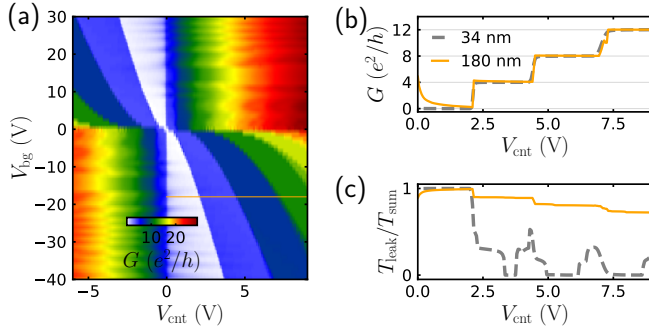 (a)
30
20
10
0
−10
−20
−30
−40
V_bg (V)
10 20
G (e²/h)
−5 0 5
V_cnt (V)
(b)
12
8
4
0
G (e²/h)
34 nm
180 nm
0.0 2.5 5.0 7.5
V_cnt (V)
(c)
1
0
T_leak/T_sum
0.0 2.5 5.0 7.5
V_cnt (V)